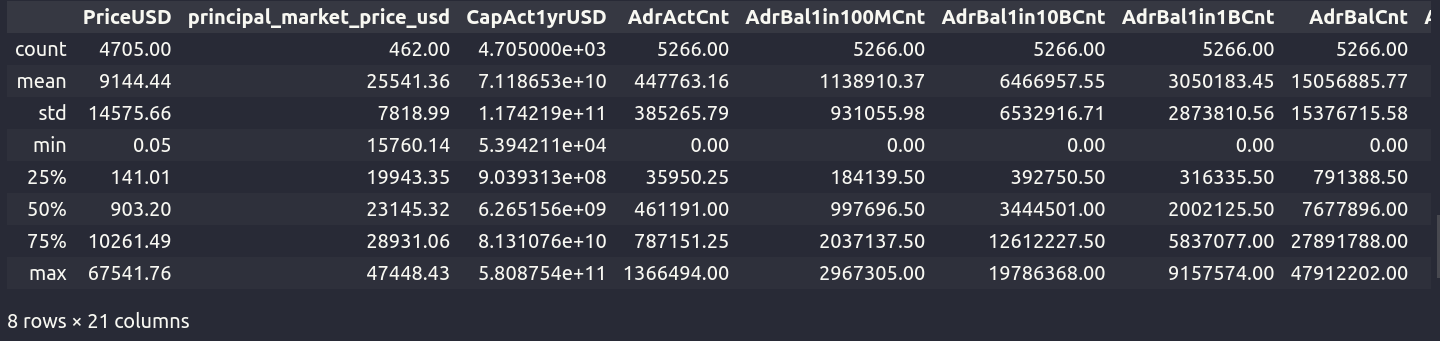 PriceUSD principal_market_price_usd CapAct1yrUSD AdrActCnt AdrBal1in100MCnt AdrBal1in10BCnt AdrBal1in1BCnt AdrBalCnt
count 4705.00 462.00 4.705000e+03 5266.00 5266.00 5266.00 5266.00 5266.00
mean 9144.44 25541.36 7.118653e+10 447763.16 1138910.37 6466957.55 3050183.45 15056885.77
std 14575.66 7818.99 1.174219e+11 385265.79 931055.98 6532916.71 2873810.56 15376715.58
min 0.05 15760.14 5.394211e+04 0.00 0.00 0.00 0.00 0.00
25% 141.01 19943.35 9.039313e+08 35950.25 184139.50 392750.50 316335.50 791388.50
50% 903.20 23145.32 6.265156e+09 461191.00 997696.50 3444501.00 2002125.50 7677896.00
75% 10261.49 28931.06 8.131076e+10 787151.25 2037137.50 12612227.50 5837077.00 27891788.00
max 67541.76 47448.43 5.808754e+11 1366494.00 2967305.00 19786368.00 9157574.00 47912202.00
8 rows × 21 columns